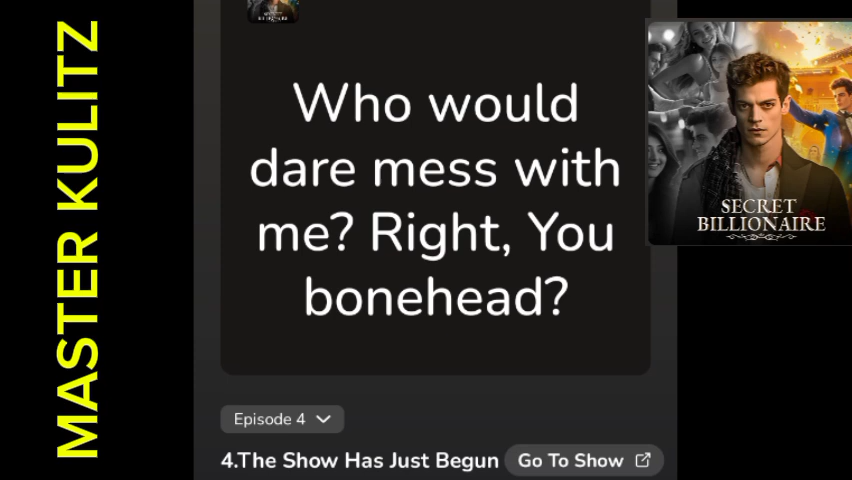 MASTER KULITZ
Who would
dare mess with
me? Right, You
bonehead?
SECRET
BILLIONAIRE
Episode 4
4.The Show Has Just Begun
Go To Show